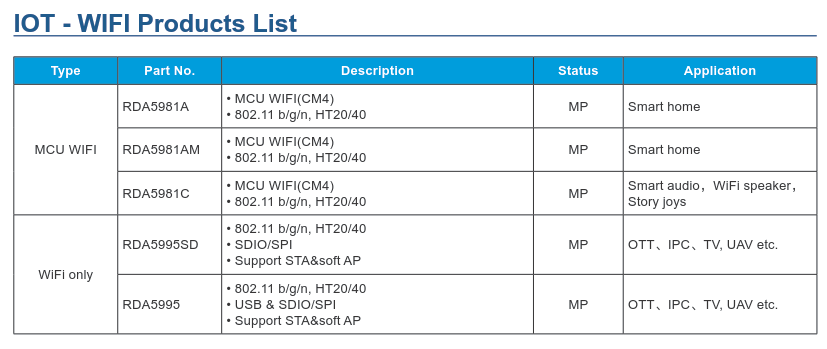 IOT - WIFI Products List
Type Part No. Description Status Application
MCU WIFI
RDA5981A
• MCU WIFI(CM4)
• 802.11 b/g/n, HT20/40
MP
Smart home
RDA5981AM
• MCU WIFI(CM4)
• 802.11 b/g/n, HT20/40
MP
Smart home
RDA5981C
• MCU WIFI(CM4)
• 802.11 b/g/n, HT20/40
MP
Smart audio，WiFi speaker，
Story joys
WiFi only
RDA5995SD
• 802.11 b/g/n, HT20/40
• SDIO/SPI
• Support STA&soft AP
MP
OTT、IPC、TV, UAV etc.
RDA5995
• 802.11 b/g/n, HT20/40
• USB & SDIO/SPI
• Support STA&soft AP
MP
OTT、IPC、TV, UAV etc.